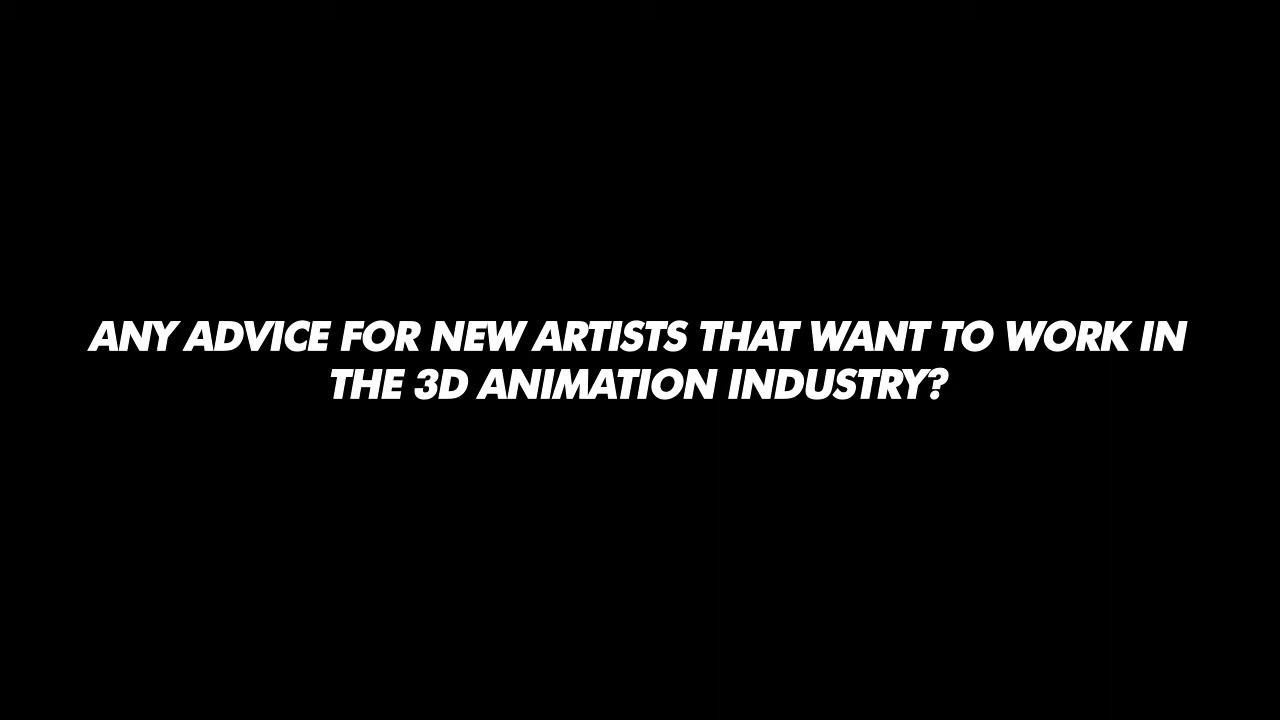 ANY ADVICE FOR NEW ARTISTS THAT WANT TO WORK IN
THE 3D ANIMATION INDUSTRY?